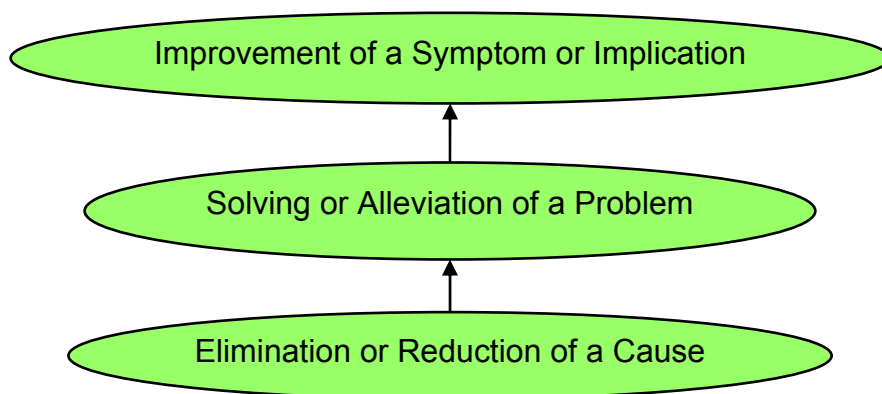 Improvement of a Symptom or Implication
Solving or Alleviation of a Problem
Elimination or Reduction of a Cause